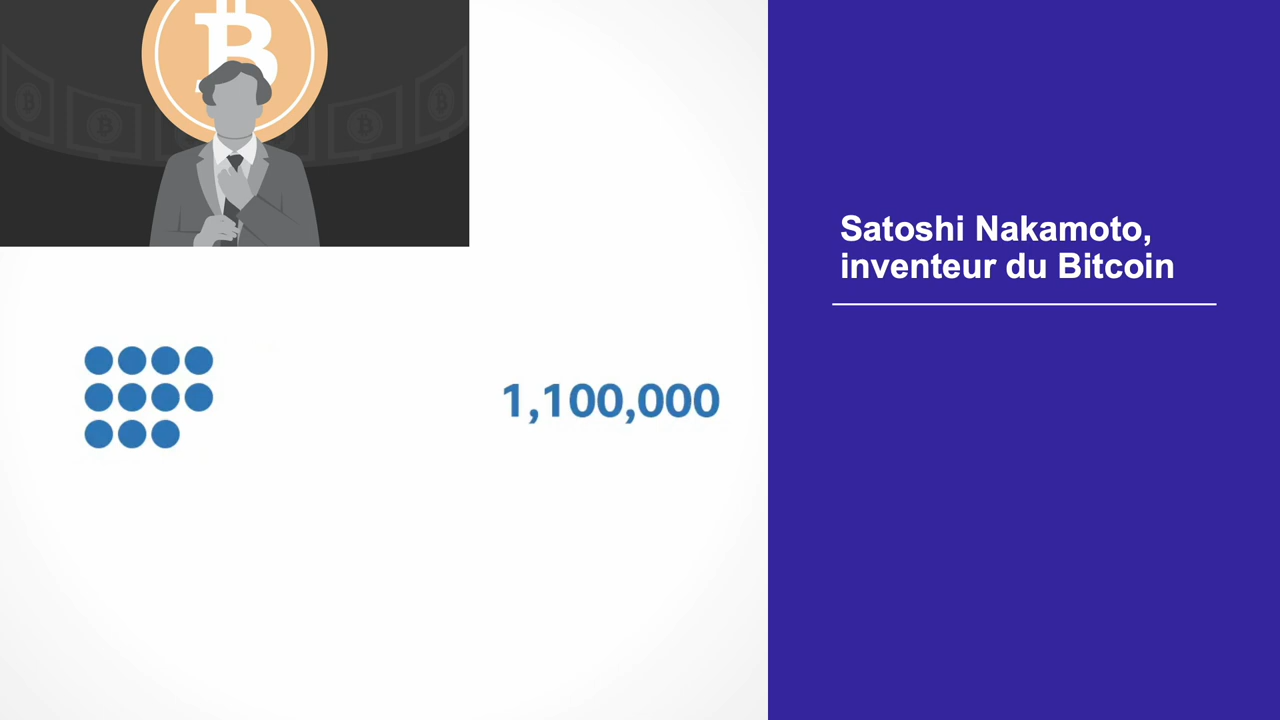 Satoshi Nakamoto,
inventeur du Bitcoin
1,100,000